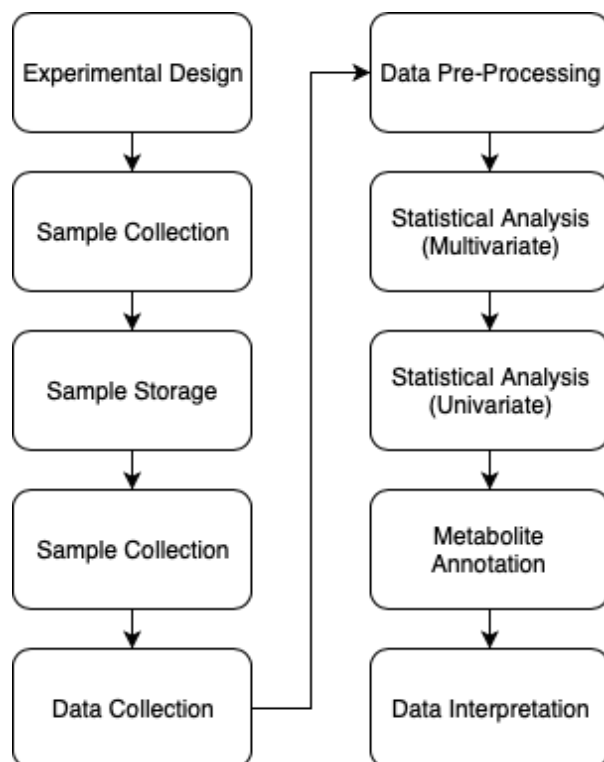 Experimental Design
Sample Collection
Sample Storage
Sample Collection
Data Collection
Data Pre-Processing
Statistical Analysis
(Multivariate)
Statistical Analysis
(Univariate)
Metabolite
Annotation
Data Interpretation